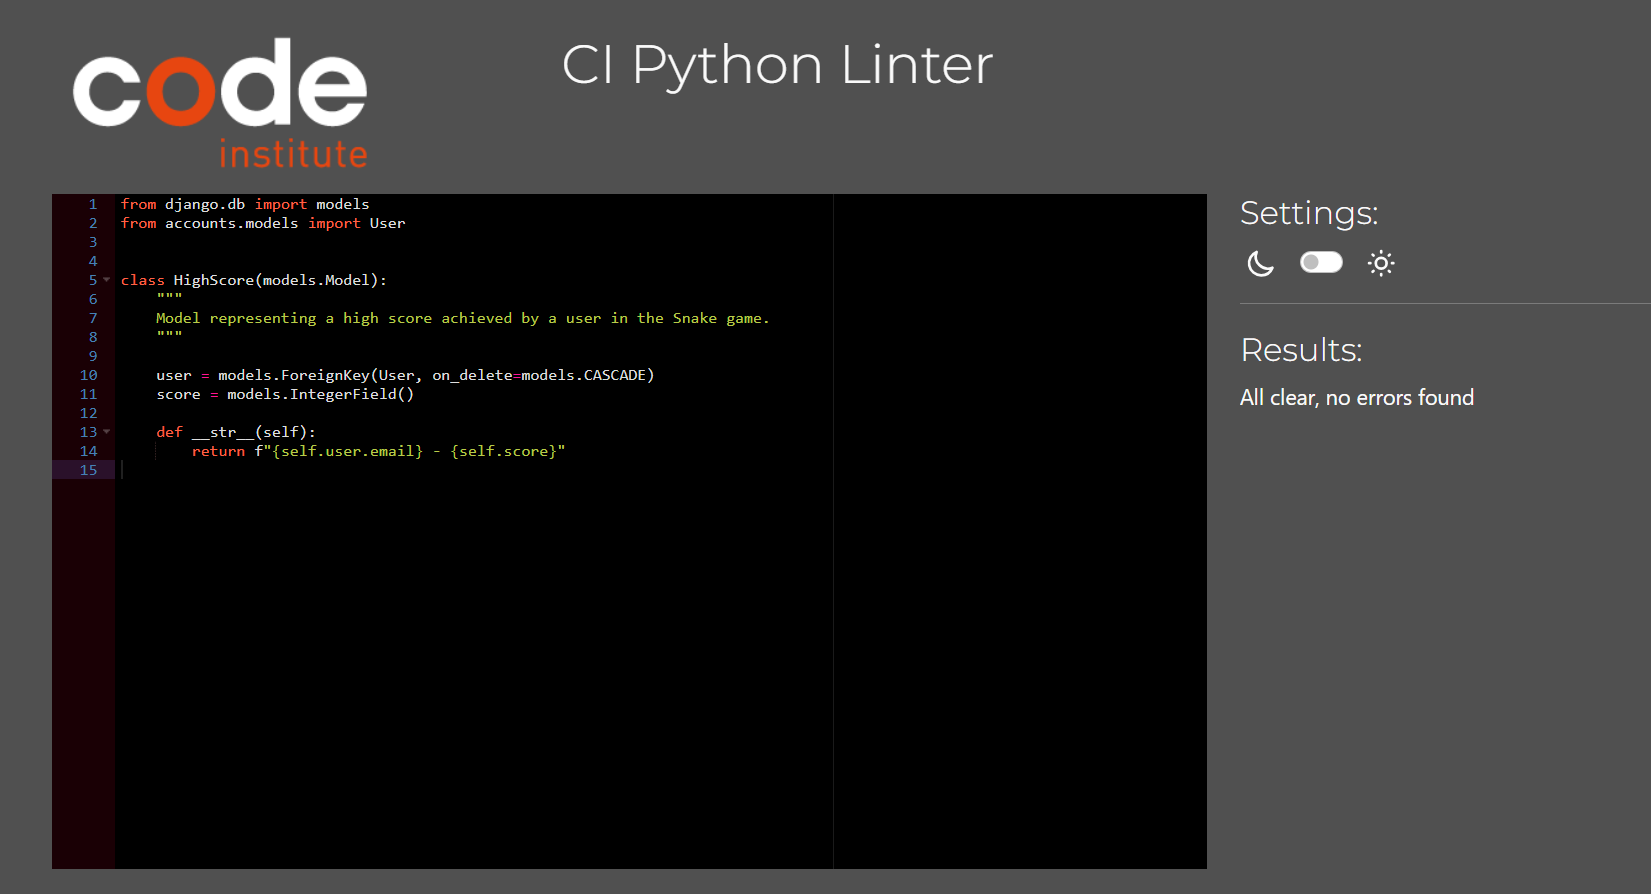 code
institute
CI Python Linter
1 from django.db import models
2 from accounts.models import User
3
4
5 class HighScore(models.Model):
6     """
7     Model representing a high score achieved by a user in the Snake game.
8     """
9
10     user = models.ForeignKey(User, on_delete=models.CASCADE)
11     score = models.IntegerField()
12
13     def __str__(self):
14         return f"{self.user.email} - {self.score}"
15
Settings:
Results:
All clear, no errors found